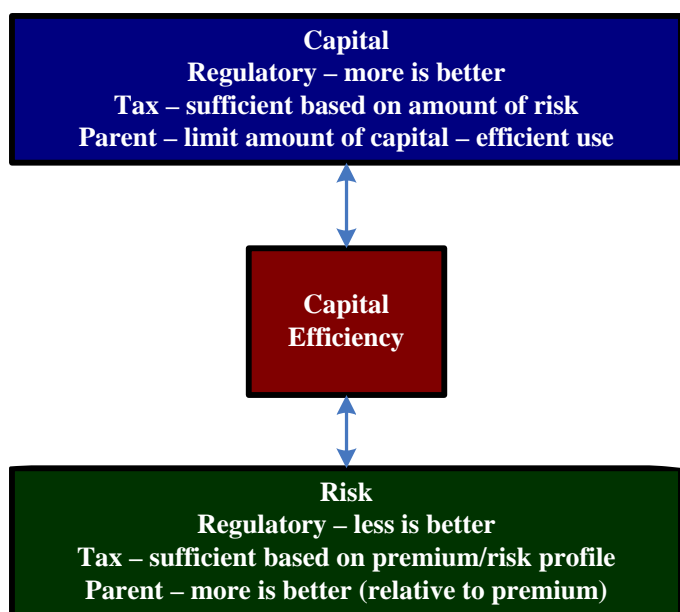 Capital
Regulatory – more is better
Tax – sufficient based on amount of risk
Parent – limit amount of capital – efficient use
Capital
Efficiency
Risk
Regulatory – less is better
Tax – sufficient based on premium/risk profile
Parent – more is better (relative to premium)